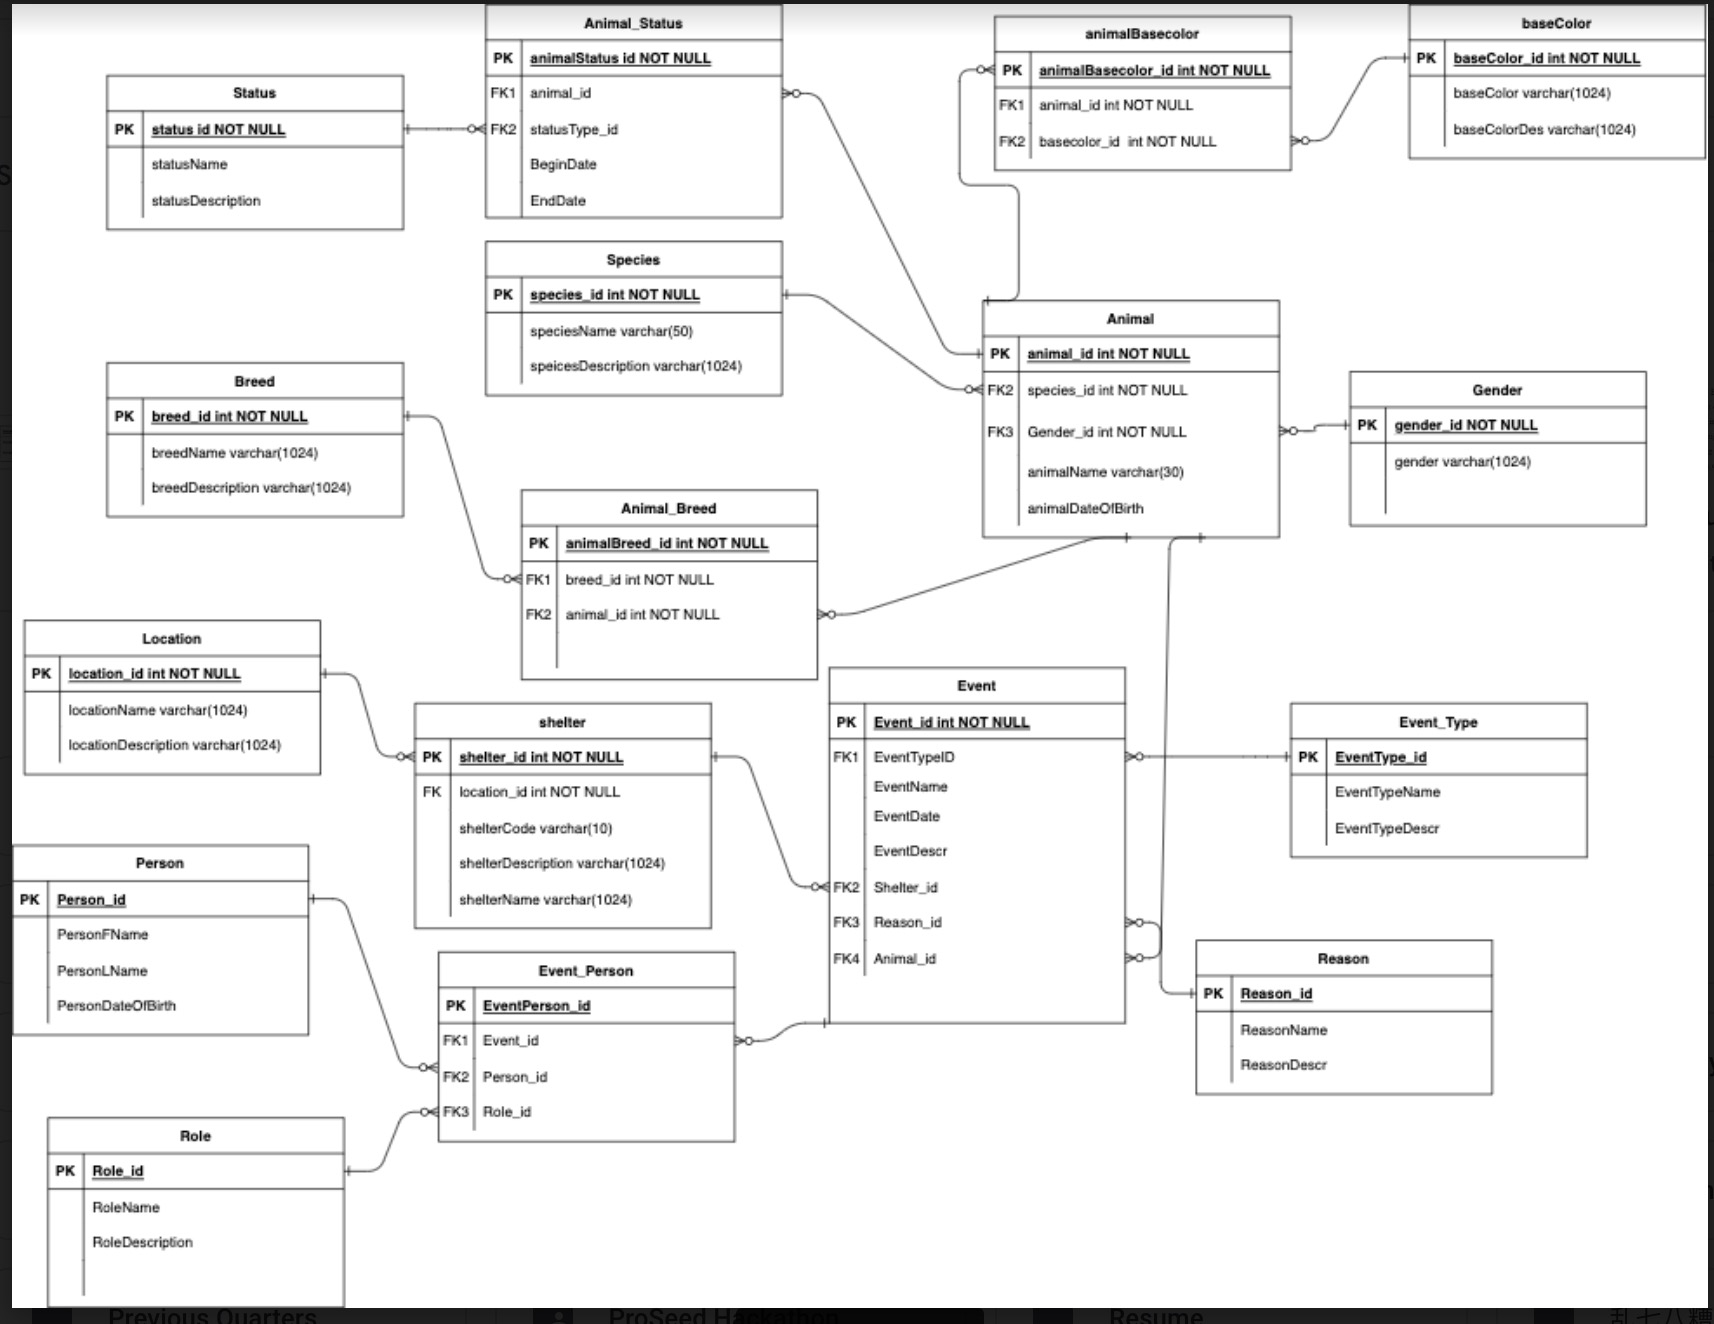 Animal_Status
PK animalStatus id NOT NULL
FK1 animal_id
FK2 statusType_id
BeginDate
EndDate
animalBasecolor
PK animalBasecolor_id int NOT NULL
FK1 animal_id int NOT NULL
FK2 basecolor_id int NOT NULL
baseColor
PK baseColor_id int NOT NULL
baseColor varchar(1024)
baseColorDes varchar(1024)
Status
PK status id NOT NULL
statusName
statusDescription
Species
PK species_id int NOT NULL
speciesName varchar(50)
speicesDescription varchar(1024)
Animal
PK animal_id int NOT NULL
FK2 species_id int NOT NULL
FK3 Gender_id int NOT NULL
animalName varchar(30)
animalDateOfBirth
Gender
PK gender_id NOT NULL
gender varchar(1024)
Breed
PK breed_id int NOT NULL
breedName varchar(1024)
breedDescription varchar(1024)
Animal_Breed
PK animalBreed_id int NOT NULL
FK1 breed_id int NOT NULL
FK2 animal_id int NOT NULL
Location
PK location_id int NOT NULL
locationName varchar(1024)
locationDescription varchar(1024)
shelter
PK shelter_id int NOT NULL
FK location_id int NOT NULL
shelterCode varchar(10)
shelterDescription varchar(1024)
shelterName varchar(1024)
Event
PK Event_id int NOT NULL
FK1 EventTypeID
EventName
EventDate
EventDescr
FK2 Shelter_id
FK3 Reason_id
FK4 Animal_id
Event_Type
PK EventType_id
EventTypeName
EventTypeDescr
Person
PK Person_id
PersonFName
PersonLName
PersonDateOfBirth
Event_Person
PK EventPerson_id
FK1 Event_id
FK2 Person_id
FK3 Role_id
Reason
PK Reason_id
ReasonName
ReasonDescr
Role
PK Role_id
RoleName
RoleDescription
Previous Quarters
ProSeed Hackathon
Resume
乱七八糟